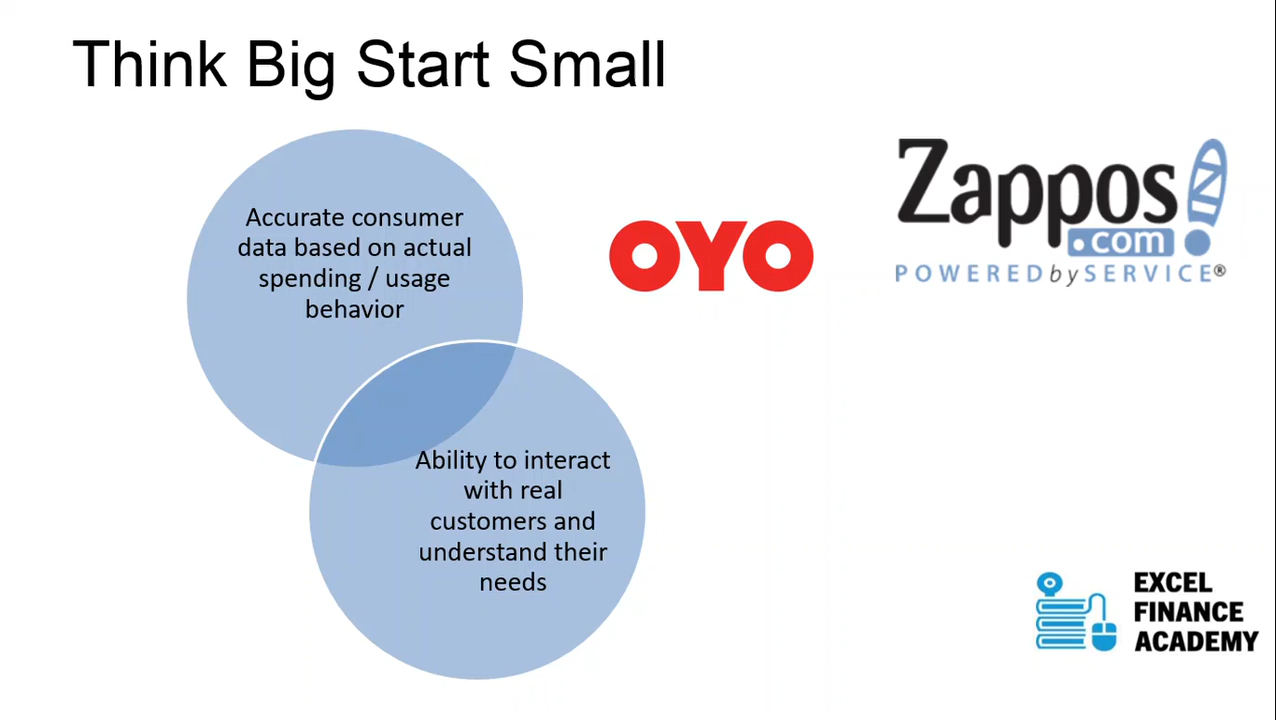 Think Big Start Small
Accurate consumer
data based on actual
spending / usage
behavior
OYO
Zappos
.com
POWERED by SERVICE®
Ability to interact
with real
customers and
understand their
needs
EXCEL
FINANCE
ACADEMY